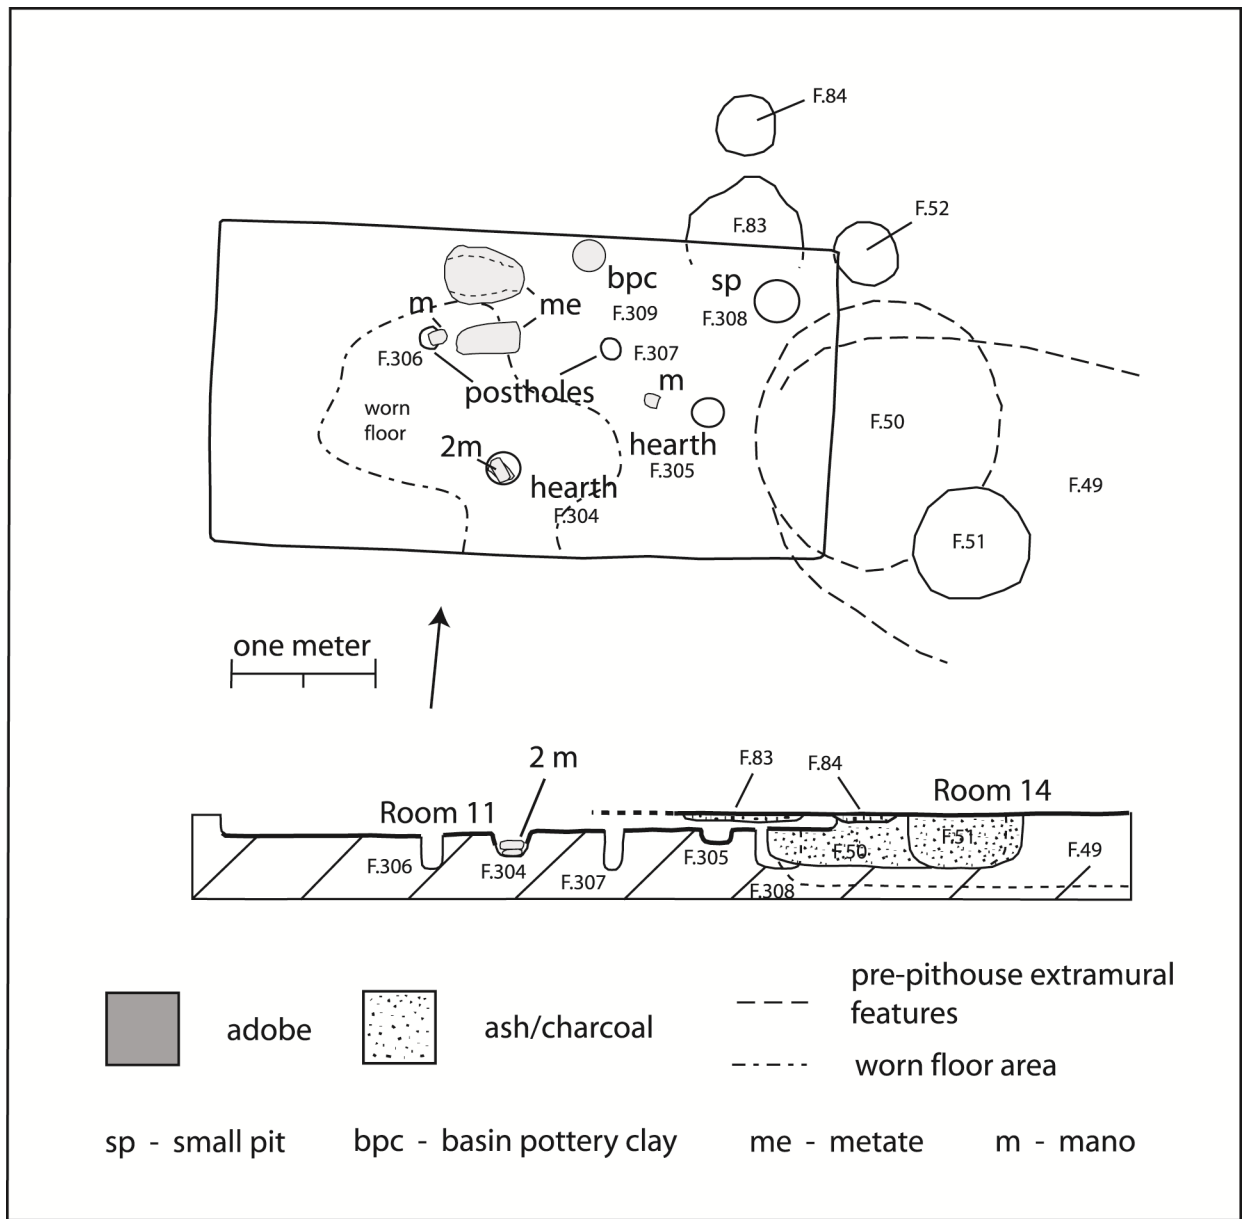 F.84
F.52
F.83
bpc
sp
m
me
F.309
F.308
F.306
F.307
postholes
m
worn
floor
F.50
2m
hearth
F.305
hearth
F.304
F.49
F.51
one meter
2 m
F.83
F.84
Room 11
Room 14
F.306
F.304
F.307
F.305
F.308
F.50
F.51
F.49
adobe
ash/charcoal
pre-pithouse extramural
features
worn floor area
sp - small pit
bpc - basin pottery clay
me - metate
m - mano